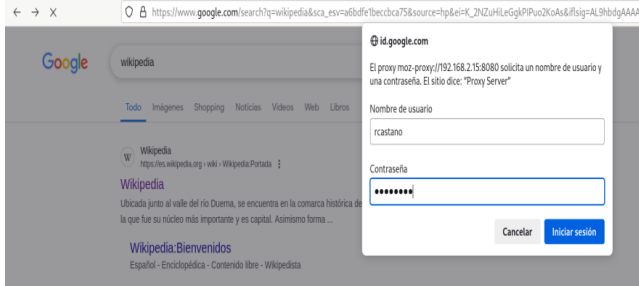 https://www.google.com/search?q=wikipedia&sca_esv=a6bdfe1beccbca75&source=hp&ei=K_2NZuHiLeGgkPIPuo2KoAs&iflsig=AL9hbdgAAAA
Google
wikipedia
Todo Imágenes Shopping Noticias Vídeos Web Libros
W
Wikipedia
https://es.wikipedia.org › wiki › Wikipedia:Portada
Wikipedia
Ubicada junto al valle del río Duerna, se encuentra en la comarca histórica de
la que fue su núcleo más importante y es capital. Asimismo forma ...
Wikipedia:Bienvenidos
Español - Enciclopédica - Contenido libre - Wikipedista
id.google.com
El proxy moz-proxy://192.168.2.15:8080 solicita un nombre de usuario y
una contraseña. El sitio dice: "Proxy Server"
Nombre de usuario
rcastano
Contraseña
••••••••
Cancelar Iniciar sesión